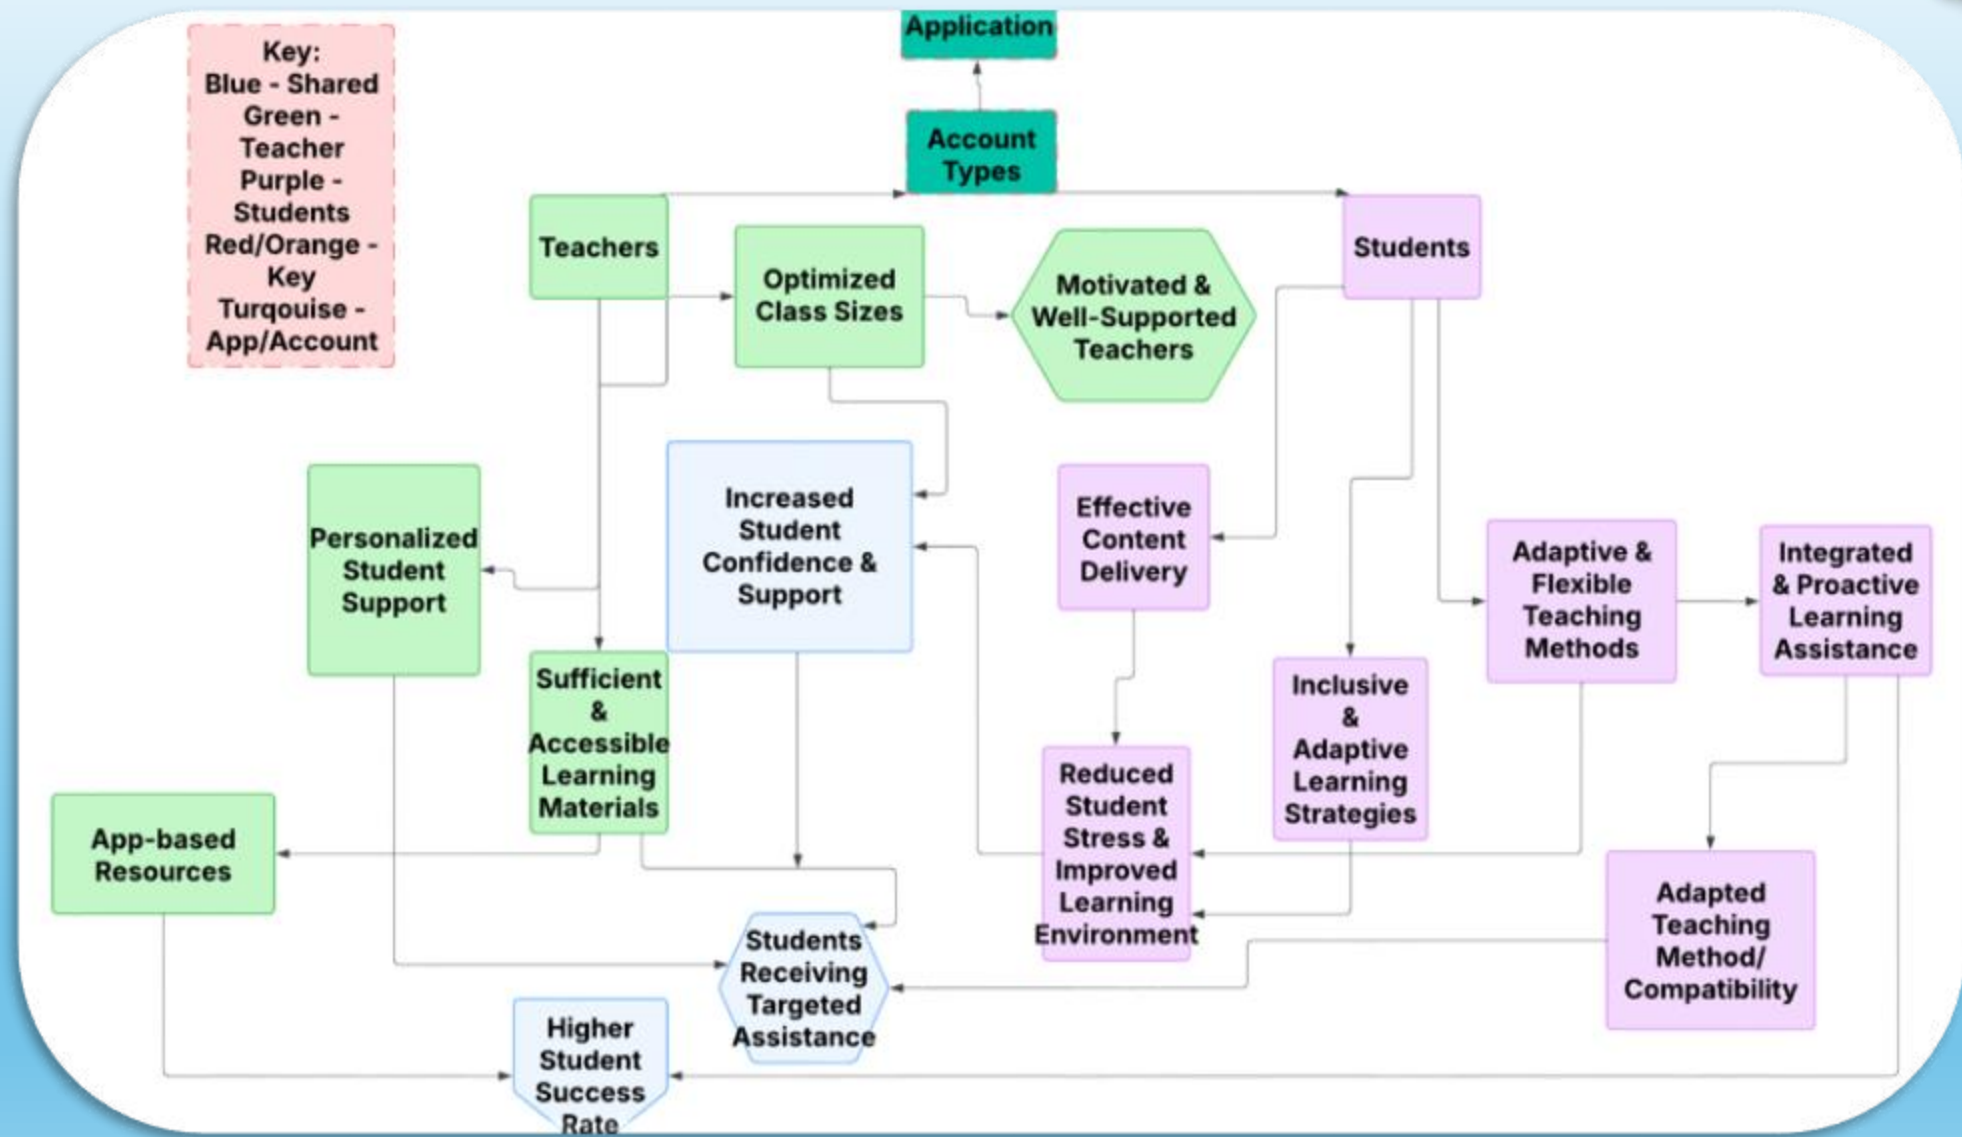 Key:
Blue - Shared
Green -
Teacher
Purple -
Students
Red/Orange -
Key
Turqouise -
App/Account
Application
Account
Types
Teachers
Optimized
Class Sizes
Motivated &
Well-Supported
Teachers
Students
Personalized
Student
Support
Increased
Student
Confidence &
Support
Effective
Content
Delivery
Adaptive &
Flexible
Teaching
Methods
Integrated
& Proactive
Learning
Assistance
Sufficient
&
Accessible
Learning
Materials
Inclusive
&
Adaptive
Learning
Strategies
App-based
Resources
Reduced
Student
Stress &
Improved
Learning
Environment
Adapted
Teaching
Method/
Compatibility
Students
Receiving
Targeted
Assistance
Higher
Student
Success
Rate